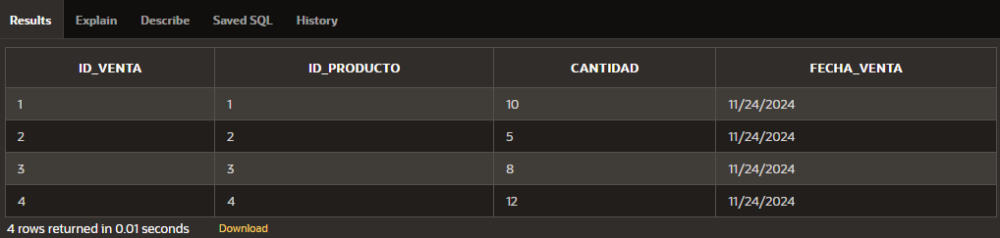 Results Explain Describe Saved SQL History
ID_VENTA ID_PRODUCTO CANTIDAD FECHA_VENTA
1 1 10 11/24/2024
2 2 5 11/24/2024
3 3 8 11/24/2024
4 4 12 11/24/2024
4 rows returned in 0.01 seconds Download